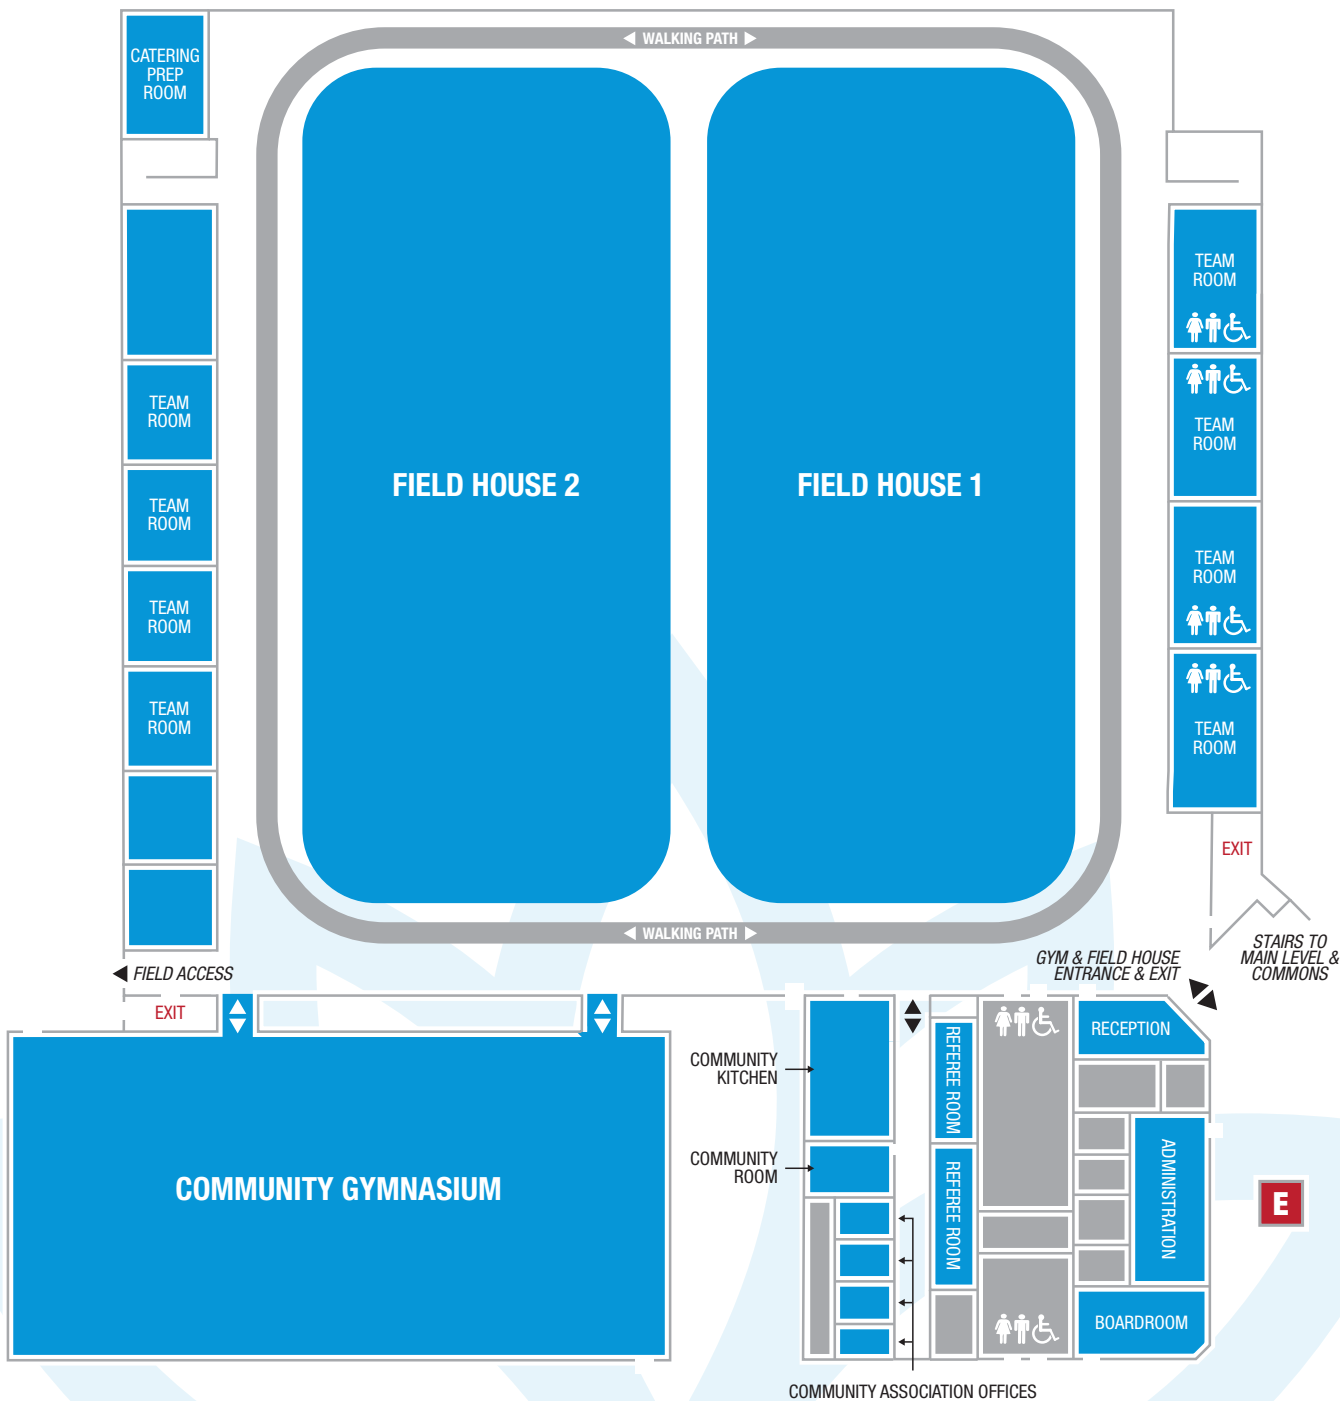 WALKING PATH
CATERING
PREP
ROOM
TEAM
ROOM
TEAM
ROOM
TEAM
ROOM
TEAM
ROOM
FIELD HOUSE 2
FIELD HOUSE 1
TEAM
ROOM
TEAM
ROOM
TEAM
ROOM
TEAM
ROOM
EXIT
WALKING PATH
STAIRS TO
MAIN LEVEL &
COMMONS
GYM & FIELD HOUSE
ENTRANCE & EXIT
FIELD ACCESS
EXIT
RECEPTION
COMMUNITY
KITCHEN
REFEREE ROOM
COMMUNITY
ROOM
REFEREE ROOM
ADMINISTRATION
COMMUNITY GYMNASIUM
E
BOARDROOM
COMMUNITY ASSOCIATION OFFICES